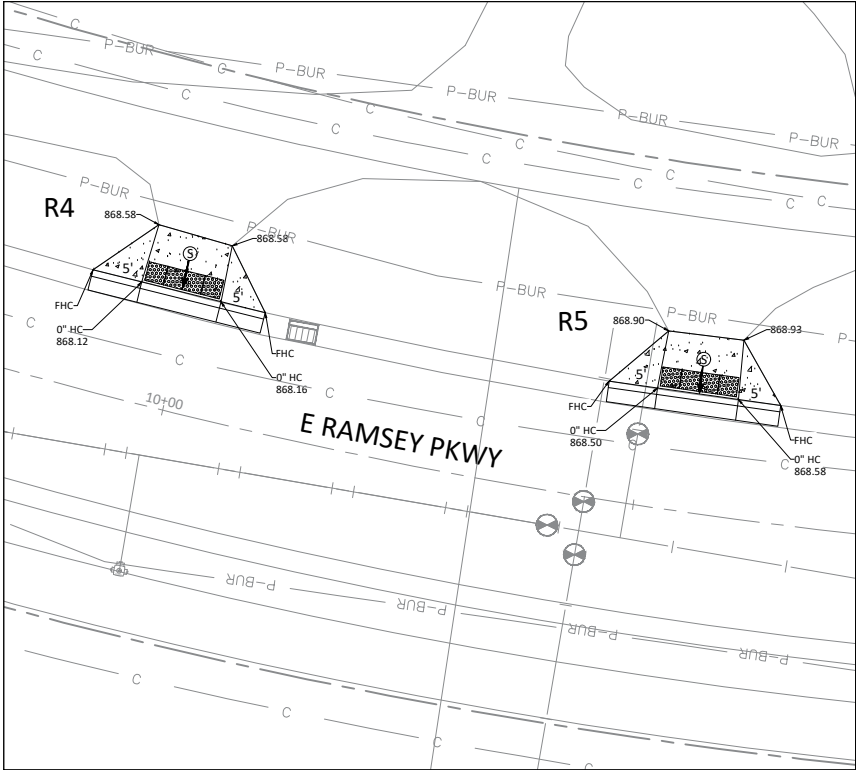 C
P-BUR
C
C
P-BUR
C
C
P-BUR
C
P-BUR
C
P-BUR
C
C
C
C
C
P-BUR
R4
868.58
P-BUR
868.58
S
5'
5'
FHC
0" HC
868.12
FHC
0" HC
868.16
P-BUR
P-BUR
P-
R5
868.90
868.93
S
5'
5'
FHC
0" HC
868.50
FHC
0" HC
868.58
C
C
C
C
C
C
10+00
E RAMSEY PKWY
P-BUR
P-BUR
P-BUR
P-BUR
C
C
C
C